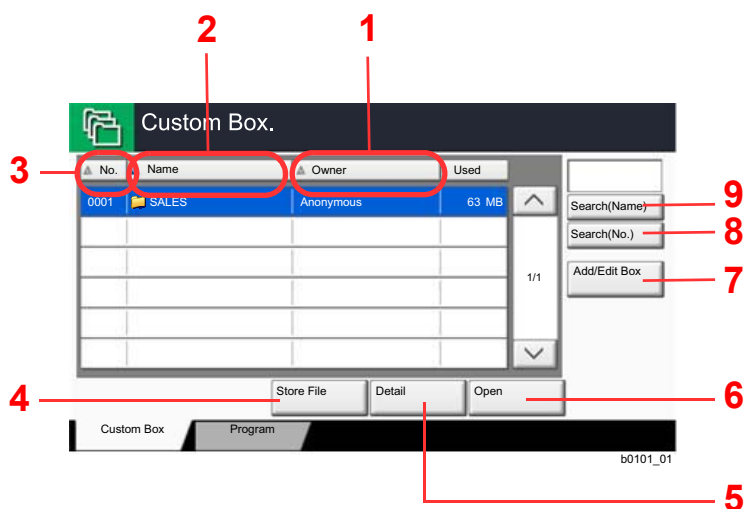 2
1
Custom Box.
3
No. Name Owner Used
9
0001 SALES Anonymous 63 MB
Search(Name)
8
Search(No.)
7
Add/Edit Box
1/1
4
Store File Detail Open
6
Custom Box Program
b0101_01
5